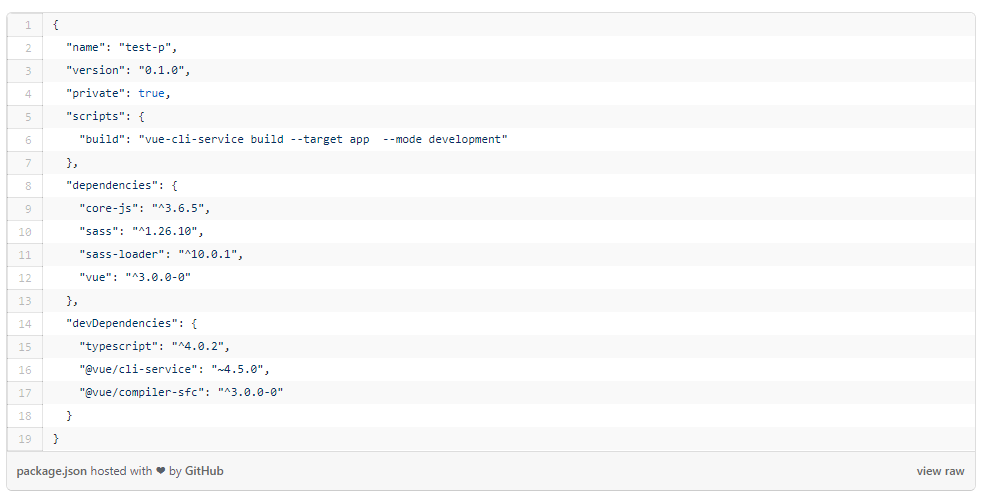 1 {
2   "name": "test-p",
3   "version": "0.1.0",
4   "private": true,
5   "scripts": {
6     "build": "vue-cli-service build --target app  --mode development"
7   },
8   "dependencies": {
9     "core-js": "^3.6.5",
10     "sass": "^1.26.10",
11     "sass-loader": "^10.0.1",
12     "vue": "^3.0.0-0"
13   },
14   "devDependencies": {
15     "typescript": "^4.0.2",
16     "@vue/cli-service": "~4.5.0",
17     "@vue/compiler-sfc": "^3.0.0-0"
18   }
19 }
package.json hosted with ❤ by GitHub view raw